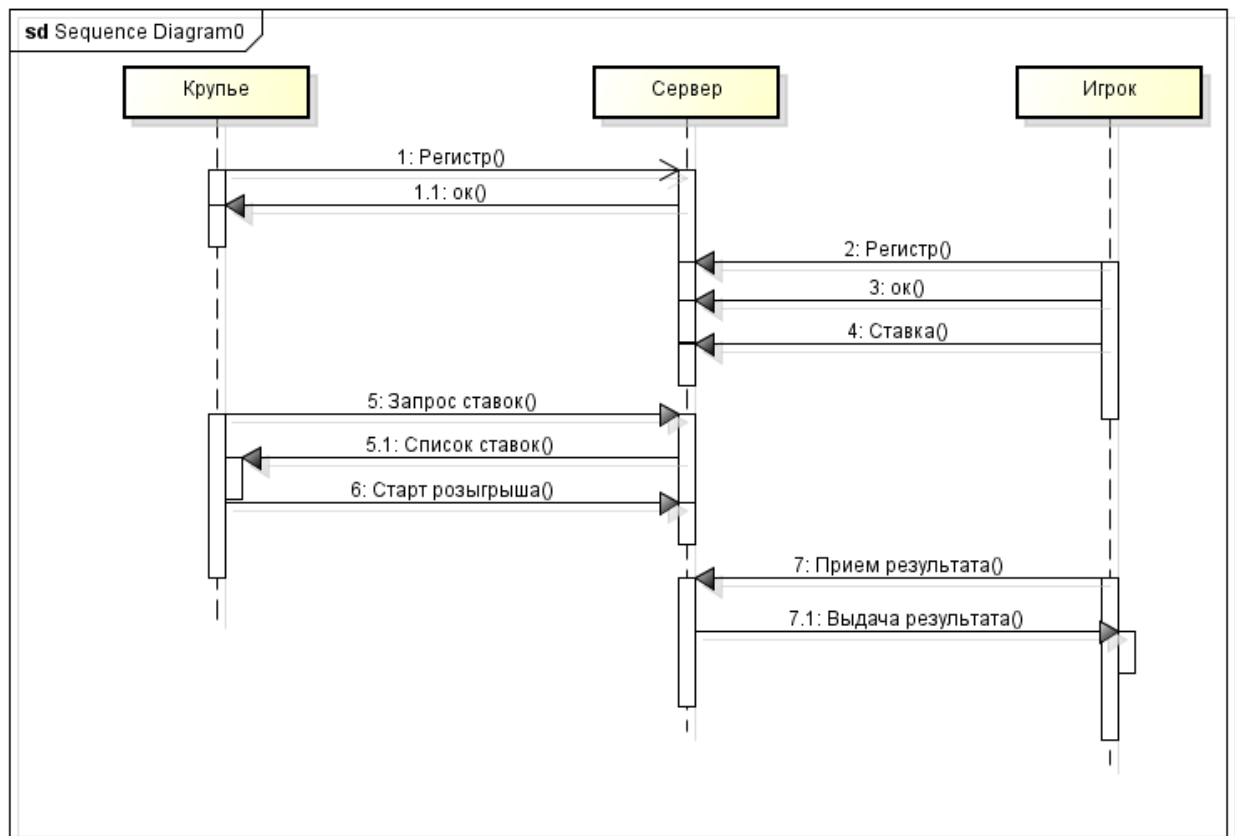 sd Sequence Diagram0
Крупье
Сервер
Игрок
1: Регистр()
1.1: ок()
2: Регистр()
3: ок()
4: Ставка()
5: Запрос ставок()
5.1: Список ставок()
6: Старт розыгрыша()
7: Прием результата()
7.1: Выдача результата()